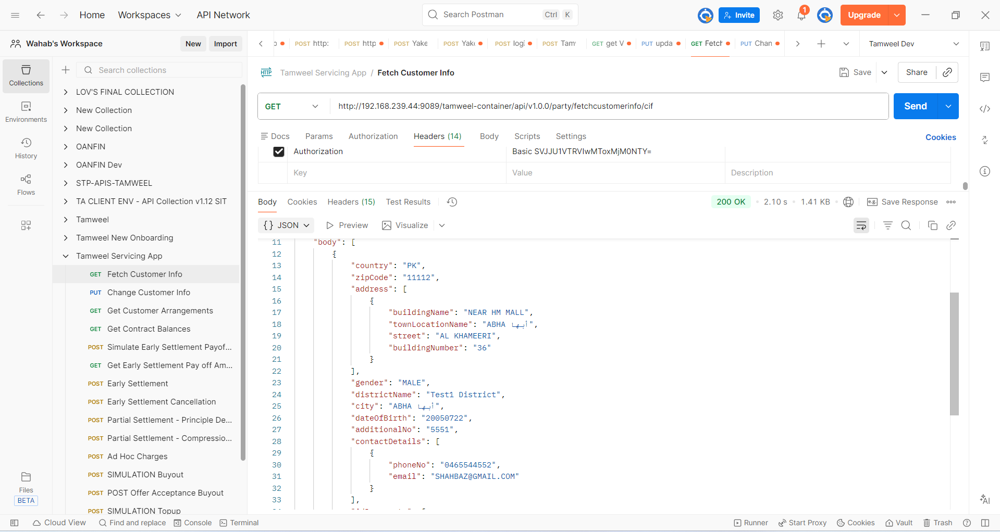 Home
Workspaces
API Network
Search Postman
Ctrl K
Invite
1
Upgrade
Wahab's Workspace
New
Import
POST http:
POST http
POST Yake
POST Yak
POST logi
POST Tam
GET get V
PUT upda
GET Fetch
PUT Chan
Tamweel Dev
Collections
Environments
History
Flows
Files
BETA
Search collections
LOV'S FINAL COLLECTION
New Collection
New Collection
OANFIN
OANFIN Dev
STP-APIS-TAMWEEL
TA CLIENT ENV - API Collection v1.12 SIT
Tamweel
Tamweel New Onboarding
Tamweel Servicing App
GET Fetch Customer Info
PUT Change Customer Info
GET Get Customer Arrangements
GET Get Contract Balances
POST Simulate Early Settlement Payof...
GET Get Early Settlement Pay off Am...
POST Early Settlement
POST Early Settlement Cancellation
POST Partial Settlement - Principle De...
POST Partial Settlement - Compressio...
POST Ad Hoc Charges
POST SIMULATION Buyout
POST POST Offer Acceptance Buyout
POST SIMULATION Topup
HTTP Tamweel Servicing App / Fetch Customer Info
Save
Share
GET http://192.168.239.44:9089/tamweel-container/api/v1.0.0/party/fetchcustomerinfo/cif
Send
Docs Params Authorization Headers (14) Body Scripts Settings
Cookies
Authorization Basic SVJJU1VTRVIwMToxMjM0NTY=
Key Value Description
Body Cookies Headers (15) Test Results
200 OK • 2.10 s • 1.41 KB
e.g. Save Response
{} JSON Preview Visualize
11 "body": [
12 {
13 "country": "PK",
14 "zipCode": "11112",
15 "address": [
16 {
17 "buildingName": "NEAR HM MALL",
18 "townLocationName": "ABHA أبها",
19 "street": "AL KHAMEERI",
20 "buildingNumber": "36"
21 }
22 ],
23 "gender": "MALE",
24 "districtName": "Test1 District",
25 "city": "ABHA أبها",
26 "dateOfBirth": "20050722",
27 "additionalNo": "5551",
28 "contactDetails": [
29 {
30 "phoneNo": "0465544552",
31 "email": "SHAHBAZ@GMAIL.COM"
32 }
33 ],
Cloud View
Find and replace
Console
Terminal
Runner
Start Proxy
Cookies
Vault
Trash